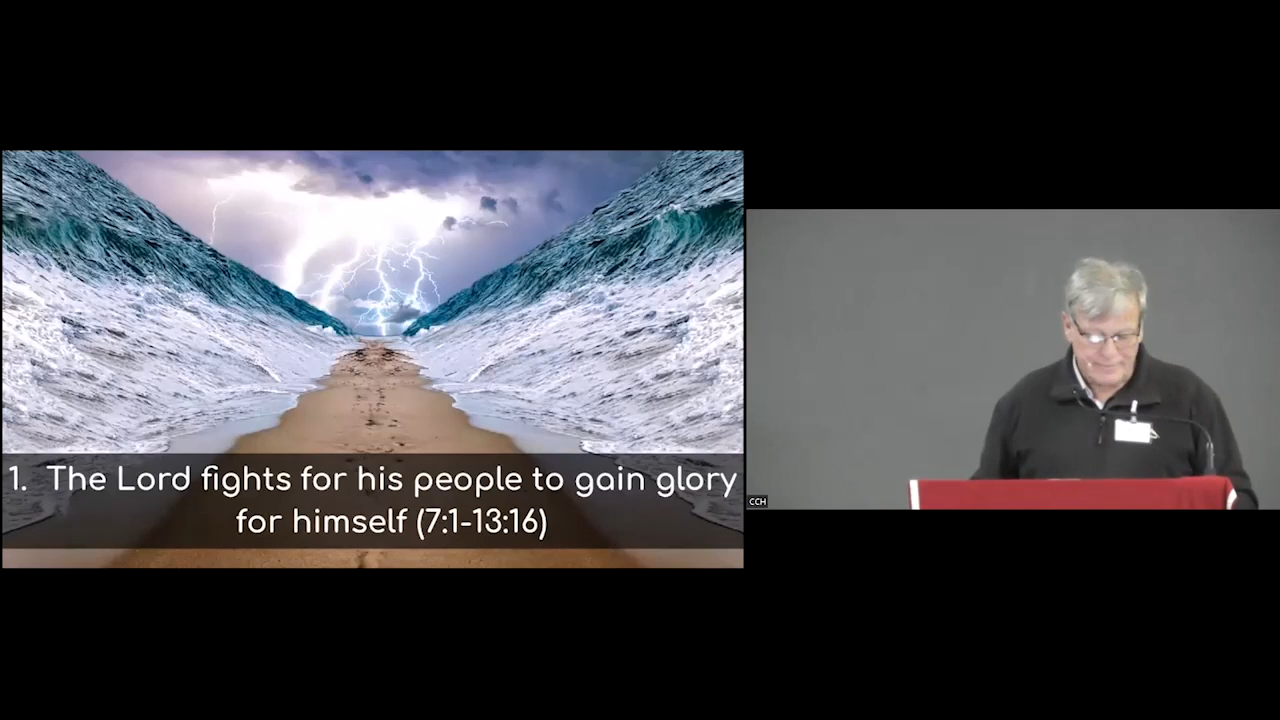 1. The Lord fights for his people to gain glory
for himself (7:1-13:16)
CCH